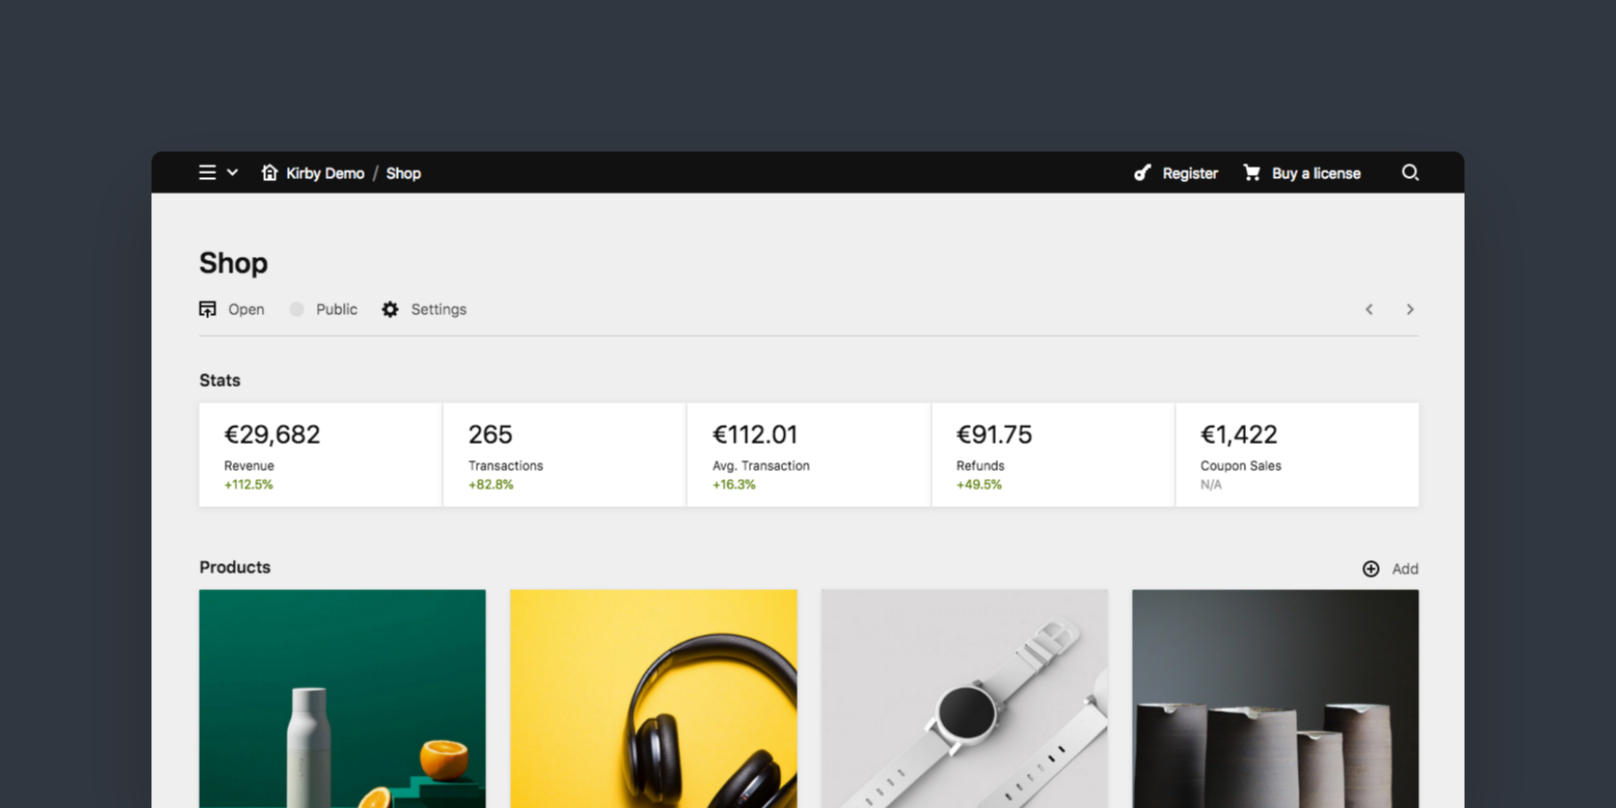 Kirby Demo / Shop Register Buy a license
Shop
Open Public Settings
Stats
€29,682 265 €112.01 €91.75 €1,422
Revenue Transactions Avg. Transaction Refunds Coupon Sales
+112.5% +82.8% +16.3% +49.5% N/A
Products Add